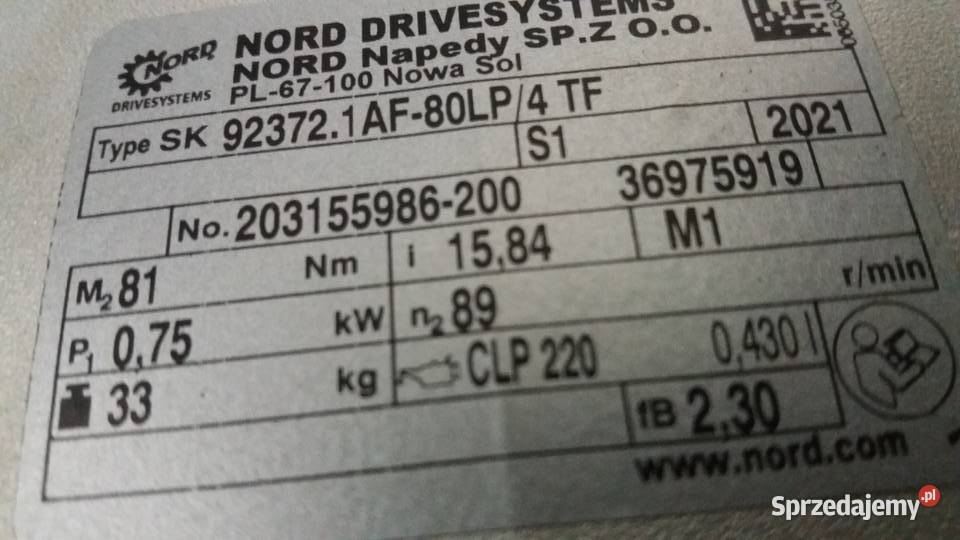 NORD
DRIVESYSTEMS
NORD DRIVESYSTEMS
NORD Napedy SP.Z O.O.
PL-67-100 Nowa Sol
Type SK 92372.1AF-80LP/4 TF
S1 2021
No. 203155986-200 36975919
M2 81 Nm i 15,84 M1
P1 0,75 kW n2 89 r/min
33 kg CLP 220 0,430 l
fB 2,30
www.nord.com
Sprzedajemy.pl